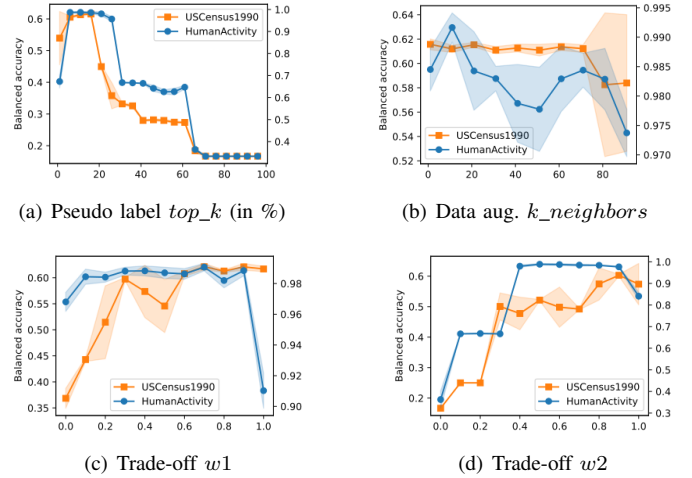 0.6
0.5
0.4
0.3
0.2
1.0
0.9
0.8
0.7
0.6
0.5
0.4
Balanced accuracy
USCensus1990
HumanActivity
0 20 40 60 80 100
(a) Pseudo label top_k (in %)
0.64
0.62
0.60
0.58
0.56
0.54
0.52
0.995
0.990
0.985
0.980
0.975
0.970
Balanced accuracy
USCensus1990
HumanActivity
0 20 40 60 80
(b) Data aug. k_neighbors
0.60
0.55
0.50
0.45
0.40
0.35
0.98
0.96
0.94
0.92
0.90
Balanced accuracy
USCensus1990
HumanActivity
0.0 0.2 0.4 0.6 0.8 1.0
(c) Trade-off w1
0.6
0.5
0.4
0.3
0.2
1.0
0.9
0.8
0.7
0.6
0.5
0.4
0.3
Balanced accuracy
USCensus1990
HumanActivity
0.0 0.2 0.4 0.6 0.8 1.0
(d) Trade-off w2